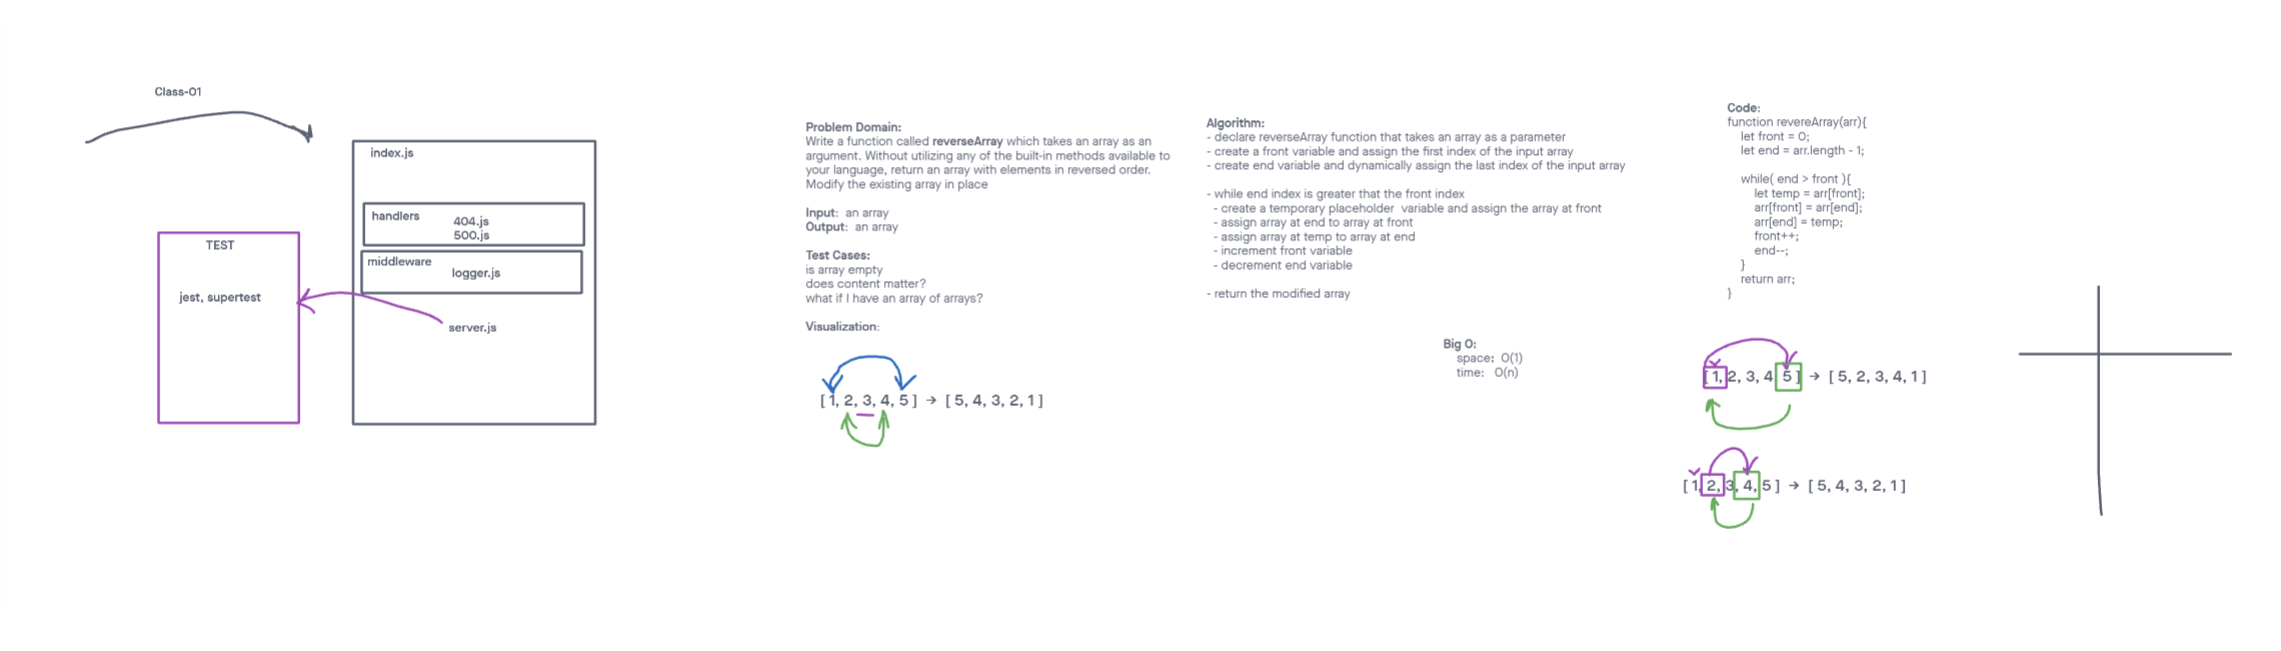 Class-01
index.js
handlers
404.js
500.js
middleware
logger.js
server.js
TEST
jest, supertest
Problem Domain:
Write a function called reverseArray which takes an array as an
argument. Without utilizing any of the built-in methods available to
your language, return an array with elements in reversed order.
Modify the existing array in place
Input: an array
Output: an array
Test Cases:
is array empty
does content matter?
what if I have an array of arrays?
Visualization:
[ 1, 2, 3, 4, 5 ] → [ 5, 4, 3, 2, 1 ]
Algorithm:
- declare reverseArray function that takes an array as a parameter
- create a front variable and assign the first index of the input array
- create end variable and dynamically assign the last index of the input array
- while end index is greater that the front index
- create a temporary placeholder variable and assign the array at front
- assign array at end to array at front
- assign array at temp to array at end
- increment front variable
- decrement end variable
- return the modified array
Big O:
space: O(1)
time: O(n)
Code:
function revereArray(arr){
let front = 0;
let end = arr.length - 1;
while( end > front ){
let temp = arr[front];
arr[front] = arr[end];
arr[end] = temp;
front++;
end--;
}
return arr;
}
[ 1, 2, 3, 4 5 ] → [ 5, 2, 3, 4, 1 ]
[ 1, 2, 3, 4, 5 ] → [ 5, 4, 3, 2, 1 ]